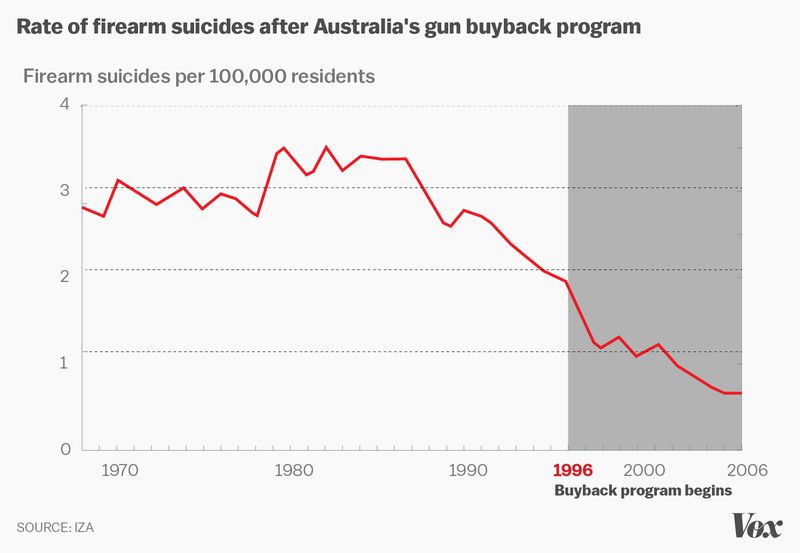 Rate of firearm suicides after Australia's gun buyback program
Firearm suicides per 100,000 residents
4
3
2
1
0
1970 1980 1990 1996 2000 2006
Buyback program begins
SOURCE: IZA
Vox